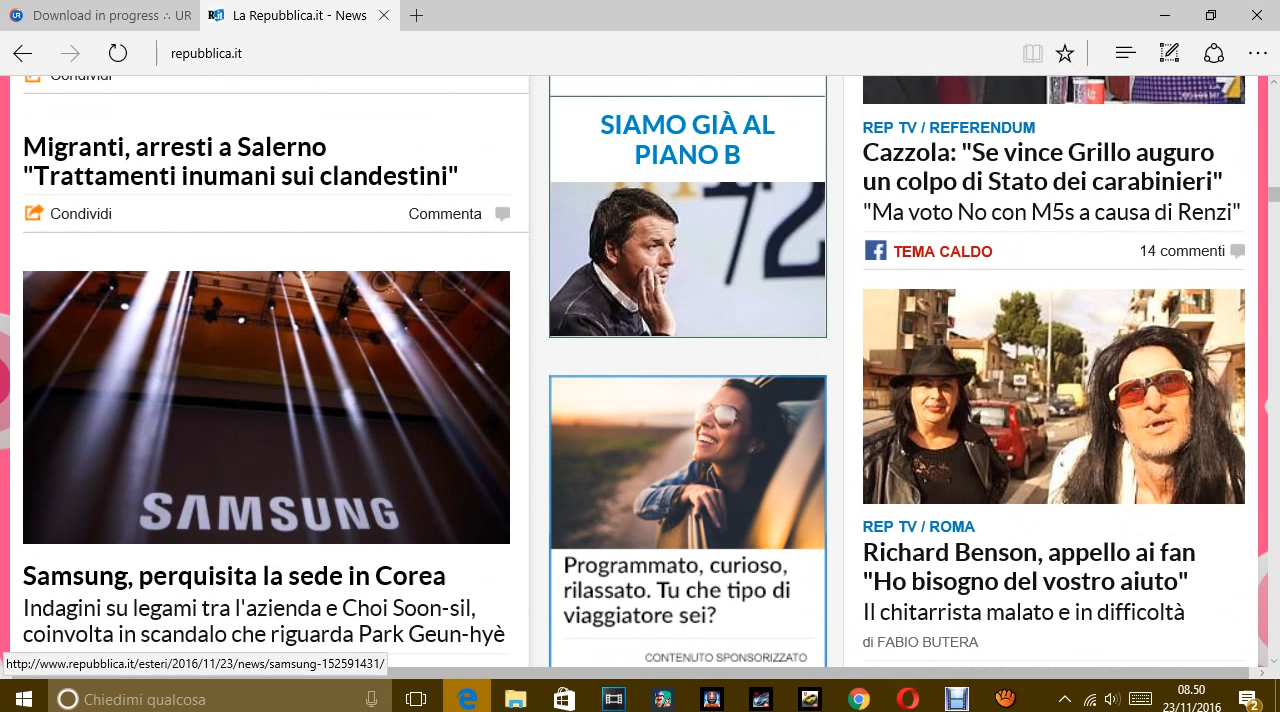 Download in progress ∴ UR
La Repubblica.it - News
repubblica.it
Condividi
Migranti, arresti a Salerno
"Trattamenti inumani sui clandestini"
Condividi
Commenta
SAMSUNG
Samsung, perquisita la sede in Corea
Indagini su legami tra l'azienda e Choi Soon-sil,
coinvolta in scandalo che riguarda Park Geun-hyè
http://www.repubblica.it/esteri/2016/11/23/news/samsung-152591431/
SIAMO GIÀ AL
PIANO B
72
Programmato, curioso,
rilassato. Tu che tipo di
viaggiatore sei?
CONTENUTO SPONSORIZZATO
REP TV / REFERENDUM
Cazzola: "Se vince Grillo auguro
un colpo di Stato dei carabinieri"
"Ma voto No con M5s a causa di Renzi"
TEMA CALDO
14 commenti
REP TV / ROMA
Richard Benson, appello ai fan
"Ho bisogno del vostro aiuto"
Il chitarrista malato e in difficoltà
di FABIO BUTERA
Chiedimi qualcosa
08.50
23/11/2016
2